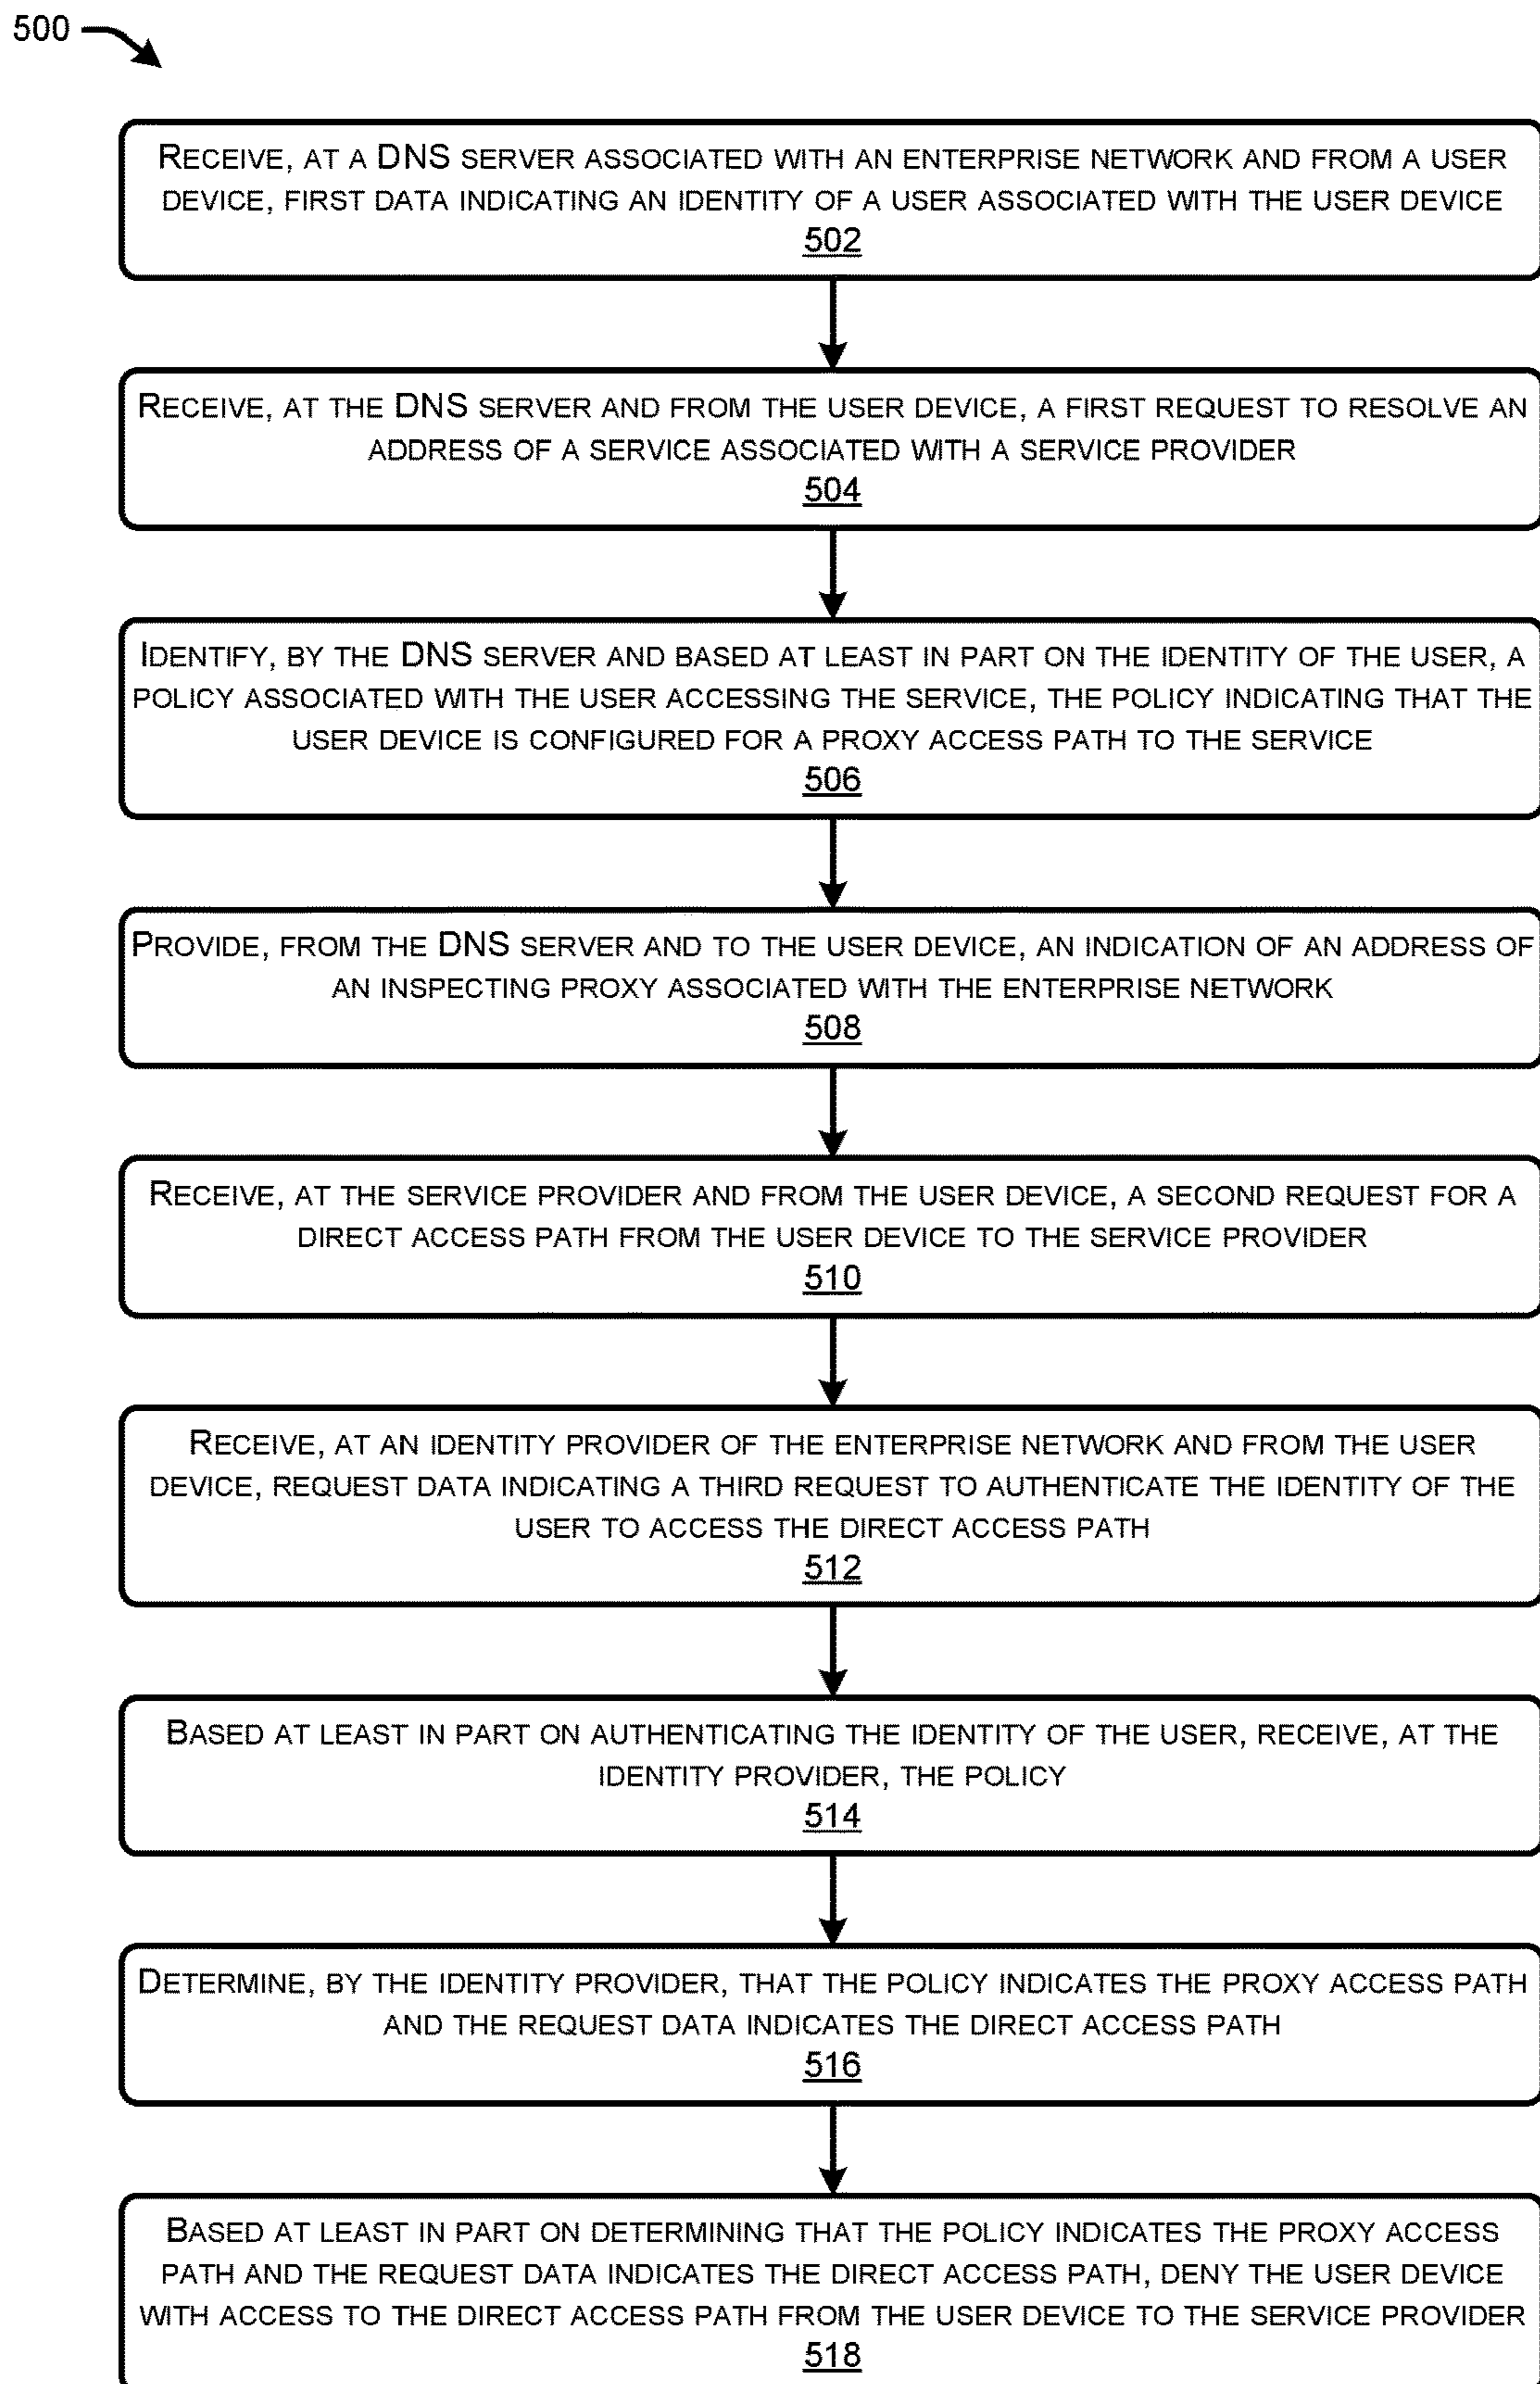 500
RECEIVE, AT A DNS SERVER ASSOCIATED WITH AN ENTERPRISE NETWORK AND FROM A USER
DEVICE, FIRST DATA INDICATING AN IDENTITY OF A USER ASSOCIATED WITH THE USER DEVICE
502
RECEIVE, AT THE DNS SERVER AND FROM THE USER DEVICE, A FIRST REQUEST TO RESOLVE AN
ADDRESS OF A SERVICE ASSOCIATED WITH A SERVICE PROVIDER
504
IDENTIFY, BY THE DNS SERVER AND BASED AT LEAST IN PART ON THE IDENTITY OF THE USER, A
POLICY ASSOCIATED WITH THE USER ACCESSING THE SERVICE, THE POLICY INDICATING THAT THE
USER DEVICE IS CONFIGURED FOR A PROXY ACCESS PATH TO THE SERVICE
506
PROVIDE, FROM THE DNS SERVER AND TO THE USER DEVICE, AN INDICATION OF AN ADDRESS OF
AN INSPECTING PROXY ASSOCIATED WITH THE ENTERPRISE NETWORK
508
RECEIVE, AT THE SERVICE PROVIDER AND FROM THE USER DEVICE, A SECOND REQUEST FOR A
DIRECT ACCESS PATH FROM THE USER DEVICE TO THE SERVICE PROVIDER
510
RECEIVE, AT AN IDENTITY PROVIDER OF THE ENTERPRISE NETWORK AND FROM THE USER
DEVICE, REQUEST DATA INDICATING A THIRD REQUEST TO AUTHENTICATE THE IDENTITY OF THE
USER TO ACCESS THE DIRECT ACCESS PATH
512
BASED AT LEAST IN PART ON AUTHENTICATING THE IDENTITY OF THE USER, RECEIVE, AT THE
IDENTITY PROVIDER, THE POLICY
514
DETERMINE, BY THE IDENTITY PROVIDER, THAT THE POLICY INDICATES THE PROXY ACCESS PATH
AND THE REQUEST DATA INDICATES THE DIRECT ACCESS PATH
516
BASED AT LEAST IN PART ON DETERMINING THAT THE POLICY INDICATES THE PROXY ACCESS
PATH AND THE REQUEST DATA INDICATES THE DIRECT ACCESS PATH, DENY THE USER DEVICE
WITH ACCESS TO THE DIRECT ACCESS PATH FROM THE USER DEVICE TO THE SERVICE PROVIDER
518